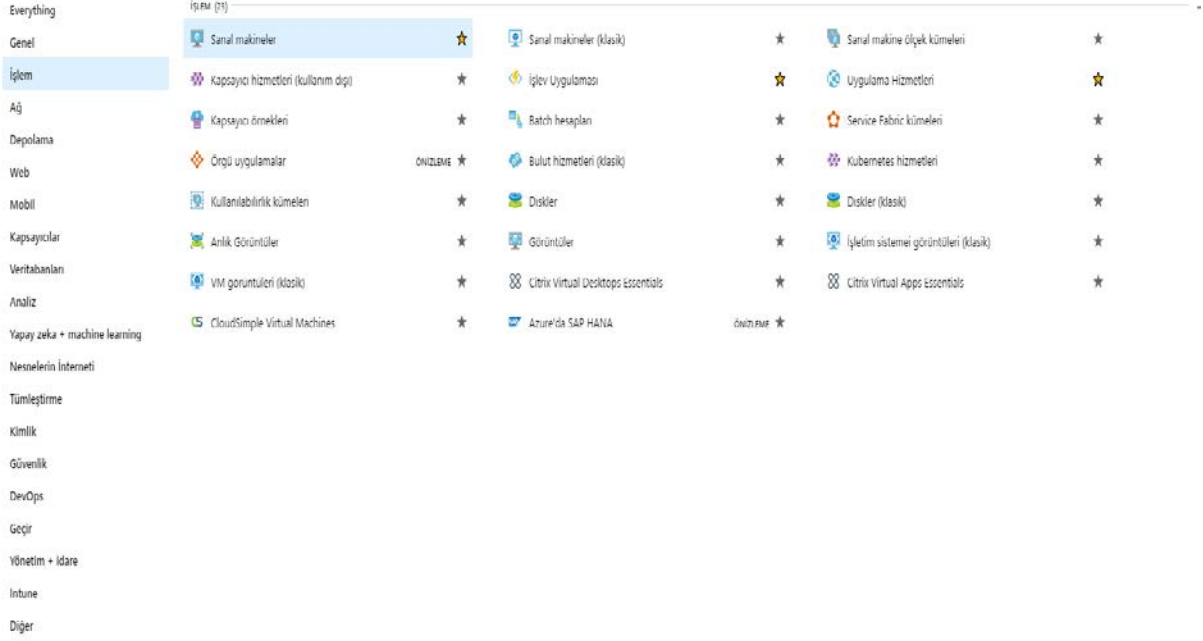 Everything
Genel
İşlem
Ağ
Depolama
Web
Mobil
Kapsayıcılar
Veritabanları
Analiz
Yapay zeka + machine learning
Nesnelerin İnterneti
Tümleştirme
Kimlik
Güvenlik
DevOps
Geçir
Yönetim + İdare
Intune
Diğer
İŞLEM (23)
Sanal makineler
Sanal makineler (klasik)
Sanal makine ölçek kümeleri
Kapsayıcı hizmetleri (kullanım dışı)
İşlev Uygulaması
Uygulama Hizmetleri
Kapsayıcı örnekleri
Batch hesapları
Service Fabric kümeleri
Örgü uygulamalar ÖNİZLEME
Bulut hizmetleri (klasik)
Kubernetes hizmetleri
Kullanılabilirlik kümeleri
Diskler
Diskler (klasik)
Anlık Görüntüler
Görüntüler
İşletim sistemei görüntüleri (klasik)
VM görüntüleri (klasik)
Citrix Virtual Desktops Essentials
Citrix Virtual Apps Essentials
CloudSimple Virtual Machines
Azure'da SAP HANA ÖNİZLEME